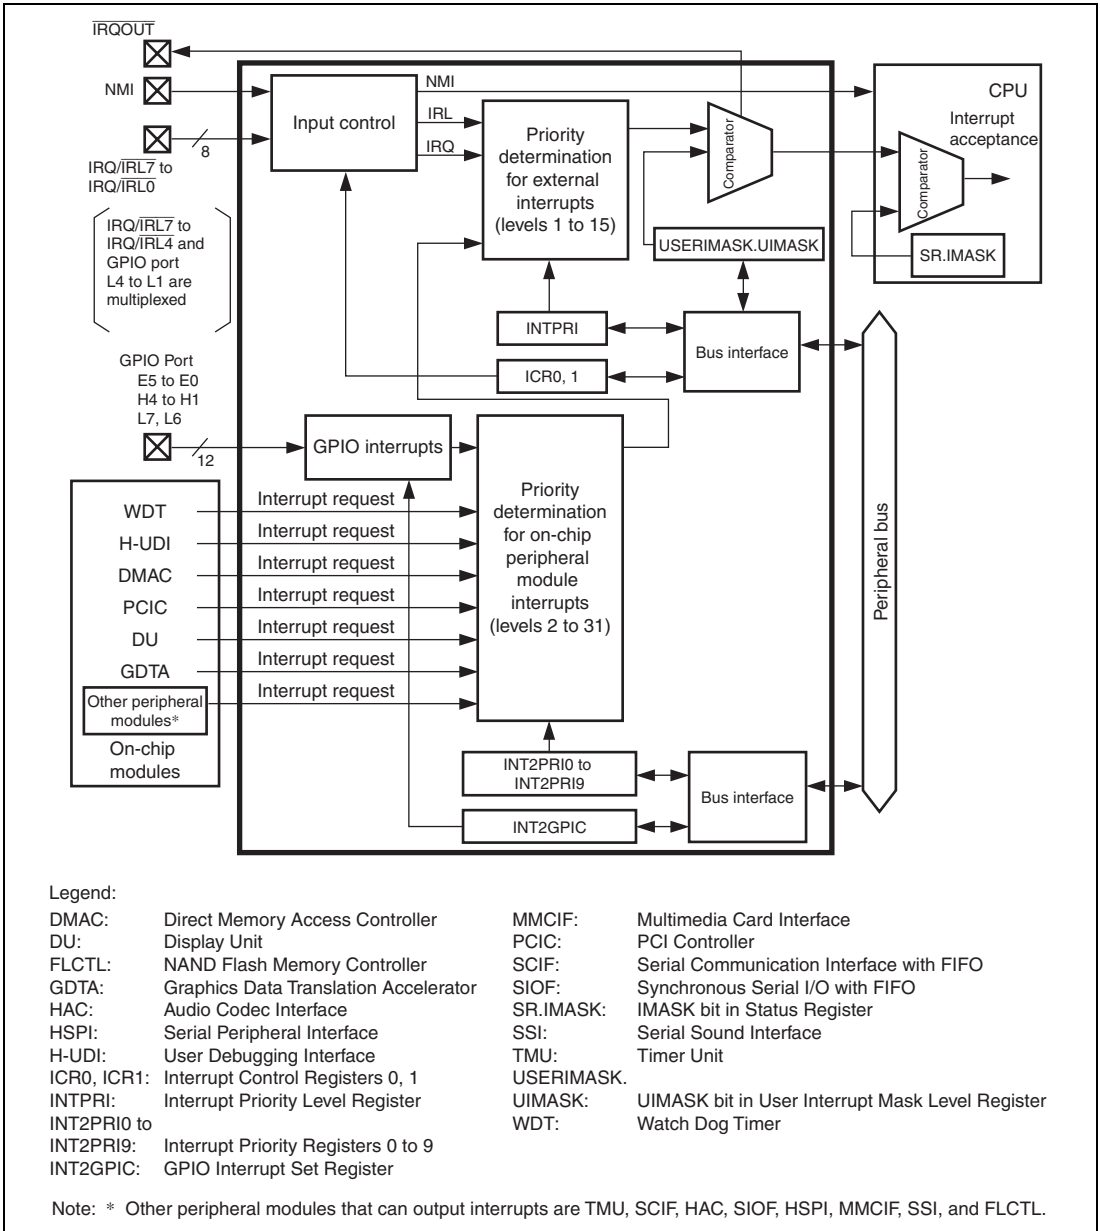 IRQOUT
NMI
8
IRQ/IRL7 to
IRQ/IRL0
IRQ/IRL7 to
IRQ/IRL4 and
GPIO port
L4 to L1 are
multiplexed
GPIO Port
E5 to E0
H4 to H1
L7, L6
12
Input control
NMI
IRL
IRQ
Priority
determination
for external
interrupts
(levels 1 to 15)
Comparator
USERIMASK.UIMASK
CPU
Interrupt
acceptance
Comparator
SR.IMASK
INTPRI
ICR0, 1
Bus interface
Peripheral bus
GPIO interrupts
Priority
determination
for on-chip
peripheral
module
interrupts
(levels 2 to 31)
WDT
Interrupt request
H-UDI
Interrupt request
DMAC
Interrupt request
PCIC
Interrupt request
DU
Interrupt request
GDTA
Interrupt request
Other peripheral
modules*
Interrupt request
On-chip
modules
INT2PRI0 to
INT2PRI9
INT2GPIC
Bus interface
Legend:
DMAC: Direct Memory Access Controller
DU: Display Unit
FLCTL: NAND Flash Memory Controller
GDTA: Graphics Data Translation Accelerator
HAC: Audio Codec Interface
HSPI: Serial Peripheral Interface
H-UDI: User Debugging Interface
ICR0, ICR1: Interrupt Control Registers 0, 1
INTPRI: Interrupt Priority Level Register
INT2PRI0 to
INT2PRI9: Interrupt Priority Registers 0 to 9
INT2GPIC: GPIO Interrupt Set Register
MMCIF: Multimedia Card Interface
PCIC: PCI Controller
SCIF: Serial Communication Interface with FIFO
SIOF: Synchronous Serial I/O with FIFO
SR.IMASK: IMASK bit in Status Register
SSI: Serial Sound Interface
TMU: Timer Unit
USERIMASK.
UIMASK: UIMASK bit in User Interrupt Mask Level Register
WDT: Watch Dog Timer
Note: * Other peripheral modules that can output interrupts are TMU, SCIF, HAC, SIOF, HSPI, MMCIF, SSI, and FLCTL.